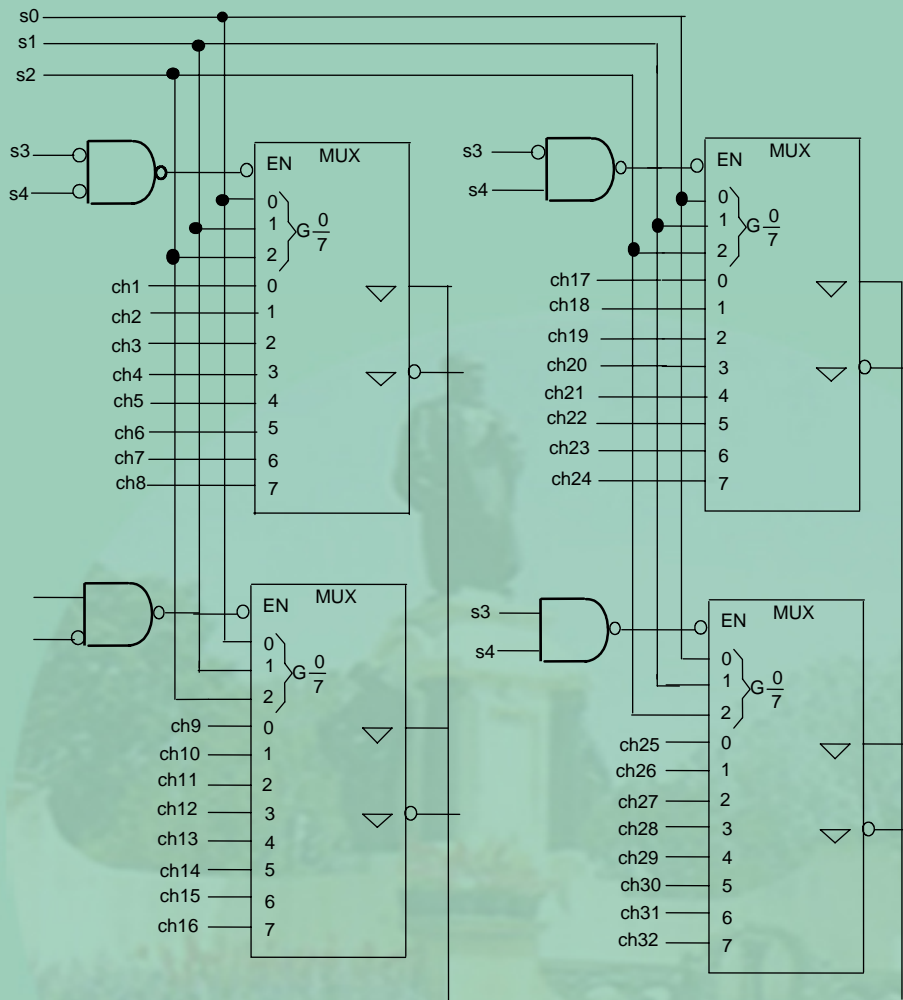 s0
s1
s2
s3
s4
EN
MUX
0
1
2
G 0/7
ch1 0
ch2 1
ch3 2
ch4 3
ch5 4
ch6 5
ch7 6
ch8 7
s3
s4
EN
MUX
0
1
2
G 0/7
ch17 0
ch18 1
ch19 2
ch20 3
ch21 4
ch22 5
ch23 6
ch24 7
EN
MUX
0
1
2
G 0/7
ch9 0
ch10 1
ch11 2
ch12 3
ch13 4
ch14 5
ch15 6
ch16 7
s3
s4
EN
MUX
0
1
2
G 0/7
ch25 0
ch26 1
ch27 2
ch28 3
ch29 4
ch30 5
ch31 6
ch32 7